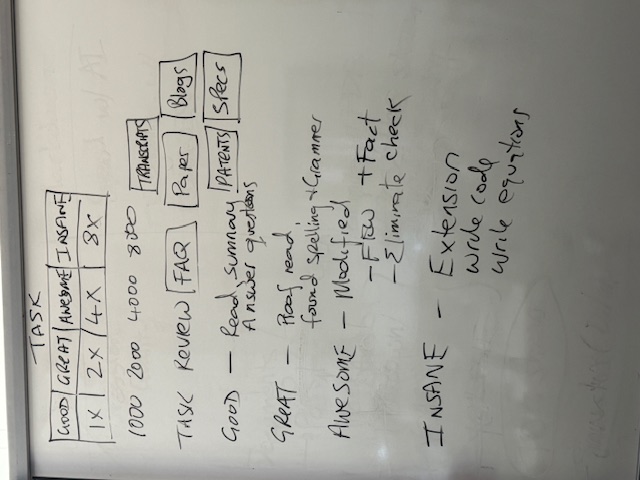 TASK
GOOD GREAT AWESOME INSANE
1X 2X 4X 8X
1000 2000 4000 8000 TRANSCRIPTS
TASK REVIEW FAQ Paper Blogs
GOOD — Read, summary PATENTS SPECS
Answer questions
GREAT — Proof read,
found spelling + Grammer
AWESOME — Modified
- Flow + Fact
- Eliminate check
INSANE — Extension
write code
write equations